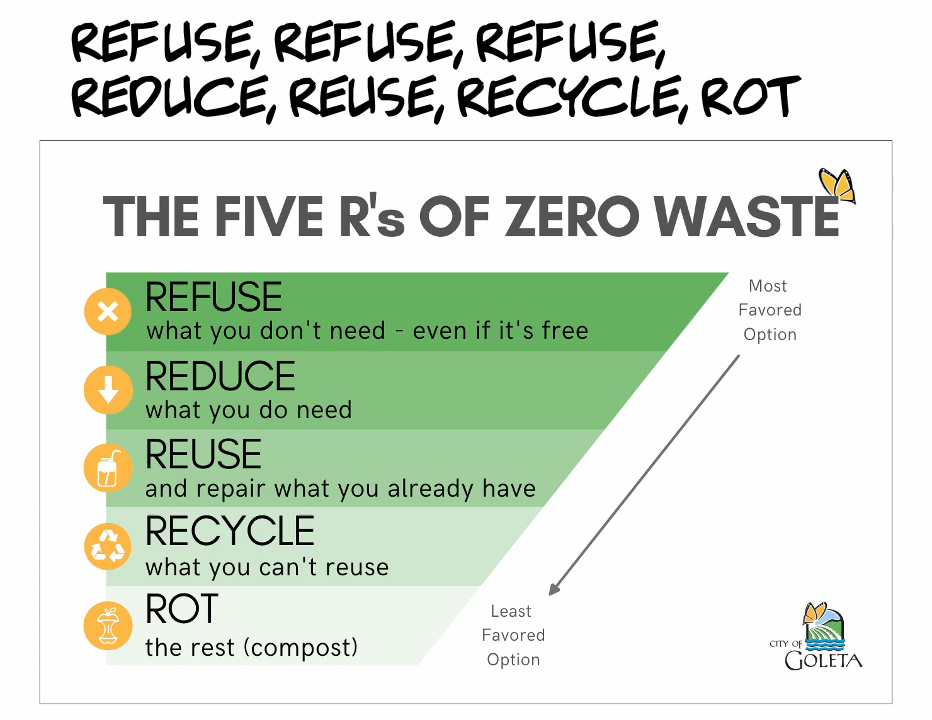 REFUSE, REFUSE, REFUSE,
REDUCE, REUSE, RECYCLE, ROT
THE FIVE R's OF ZERO WASTE
REFUSE
what you don't need - even if it's free
REDUCE
what you do need
REUSE
and repair what you already have
RECYCLE
what you can't reuse
ROT
the rest (compost)
Most
Favored
Option
Least
Favored
Option
CITY OF
GOLETA